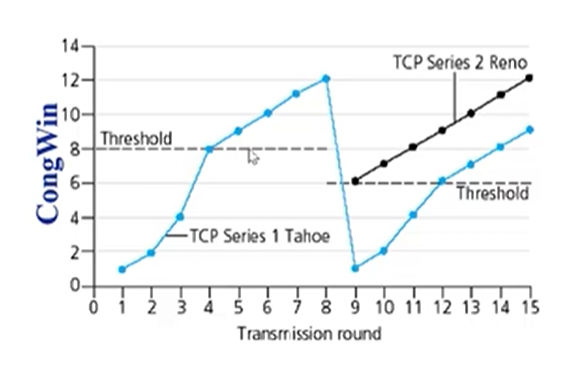 CongWin
14
12
10
8
6
4
2
0
TCP Series 2 Reno
Threshold
Threshold
TCP Series 1 Tahoe
0 1 2 3 4 5 6 7 8 9 10 11 12 13 14 15
Transmission round